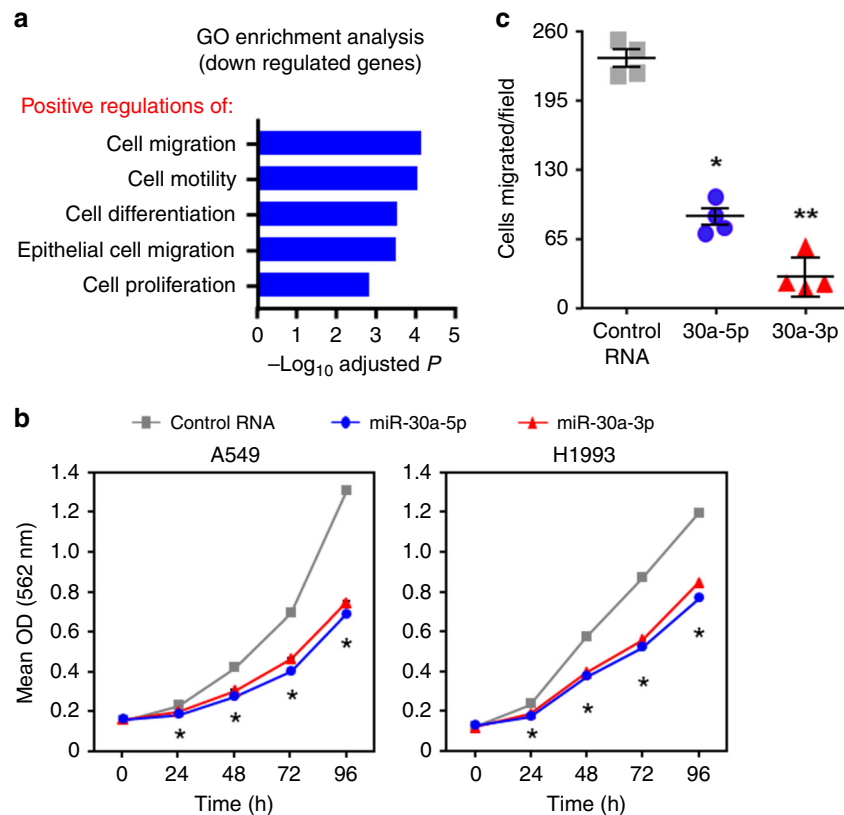 a
GO enrichment analysis
(down regulated genes)
Positive regulations of:
Cell migration
Cell motility
Cell differentiation
Epithelial cell migration
Cell proliferation
0 1 2 3 4 5
–Log10 adjusted P
c
260
195
130
65
0
Cells migrated/field
*
**
Control
RNA
30a-5p
30a-3p
b
Control RNA
miR-30a-5p
miR-30a-3p
A549
1.4
1.2
1.0
0.8
0.6
0.4
0.2
0
Mean OD (562 nm)
* * * *
0 24 48 72 96
Time (h)
H1993
1.4
1.2
1.0
0.8
0.6
0.4
0.2
0
* * * *
0 24 48 72 96
Time (h)